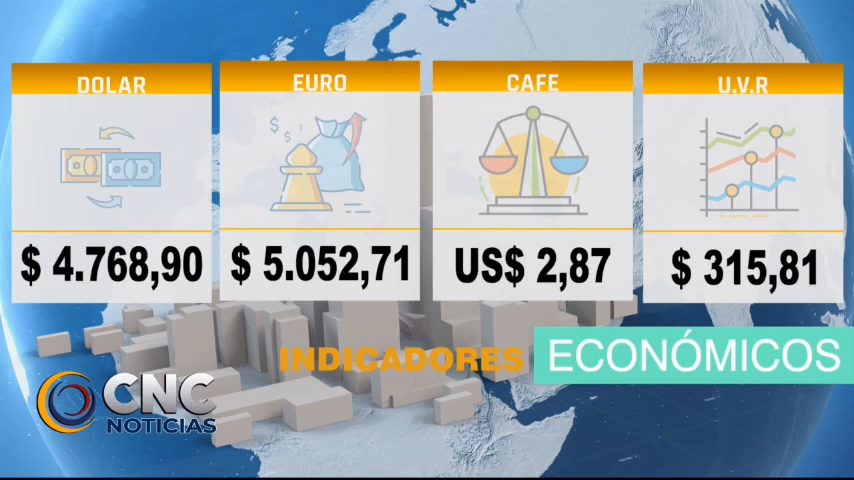 DOLAR
EURO
CAFE
U.V.R
$ 4.768,90
$ 5.052,71
US$ 2,87
$ 315,81
INDICADORES ECONÓMICOS
CNC
NOTICIAS